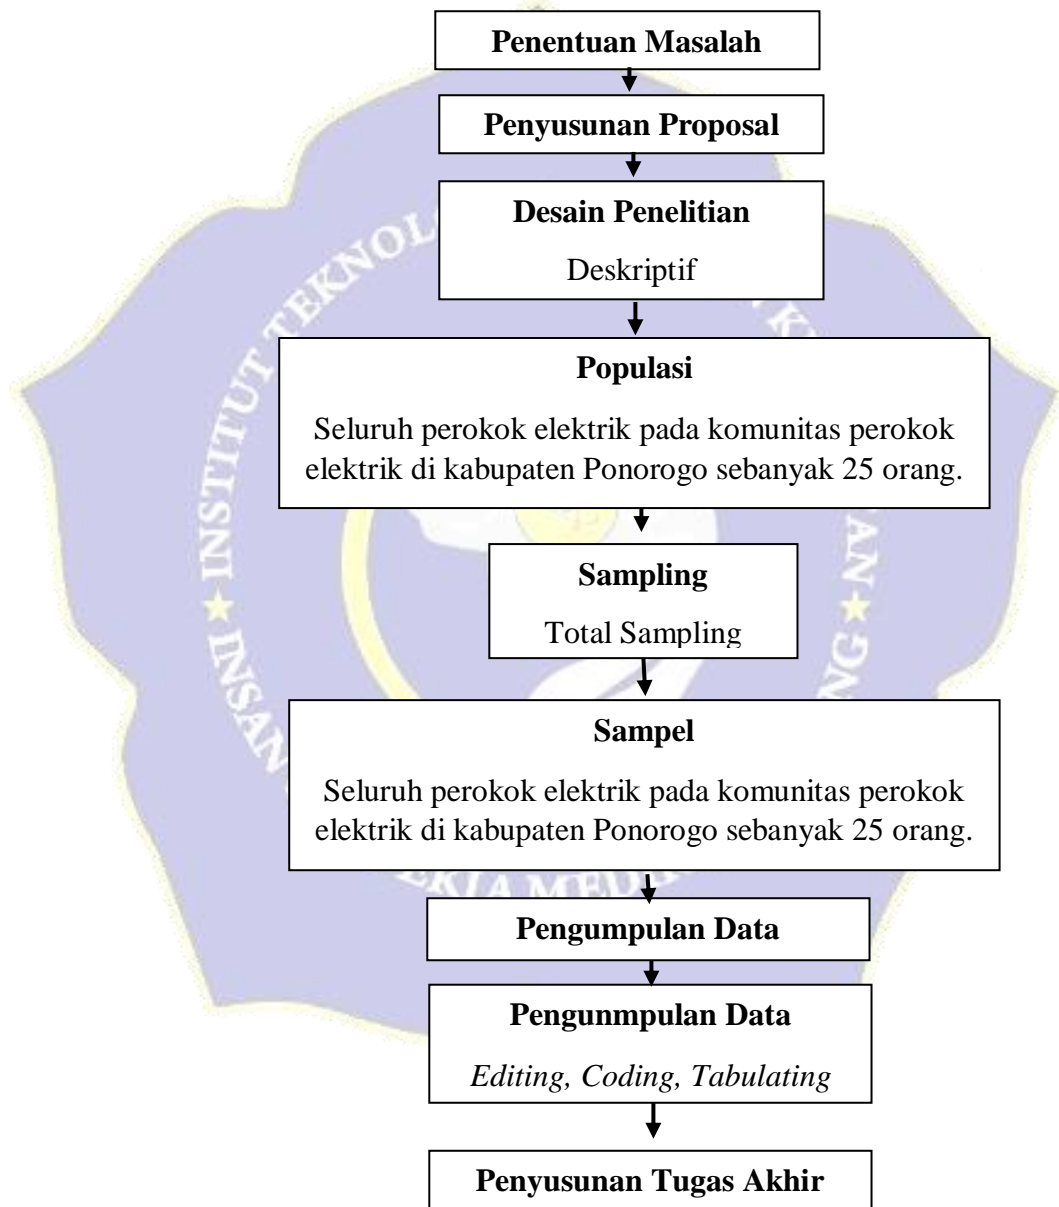 Penentuan Masalah
Penyusunan Proposal
Desain Penelitian
Deskriptif
Populasi
Seluruh perokok elektrik pada komunitas perokok
elektrik di kabupaten Ponorogo sebanyak 25 orang.
Sampling
Total Sampling
Sampel
Seluruh perokok elektrik pada komunitas perokok
elektrik di kabupaten Ponorogo sebanyak 25 orang.
Pengumpulan Data
Pengunmpulan Data
Editing, Coding, Tabulating
Penyusunan Tugas Akhir
INSTITUT